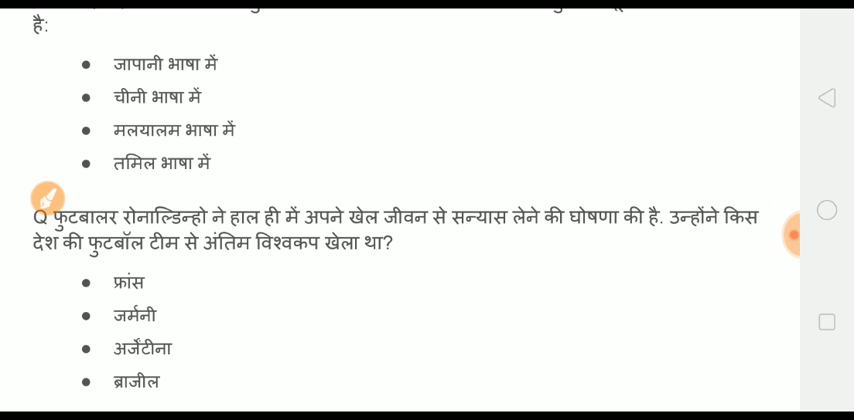 है:
जापानी भाषा में
चीनी भाषा में
मलयालम भाषा में
तमिल भाषा में
Q फुटबालर रोनाल्डिन्हो ने हाल ही में अपने खेल जीवन से सन्यास लेने की घोषणा की है. उन्होंने किस
देश की फुटबॉल टीम से अंतिम विश्वकप खेला था?
फ्रांस
जर्मनी
अर्जेंटीना
ब्राजील